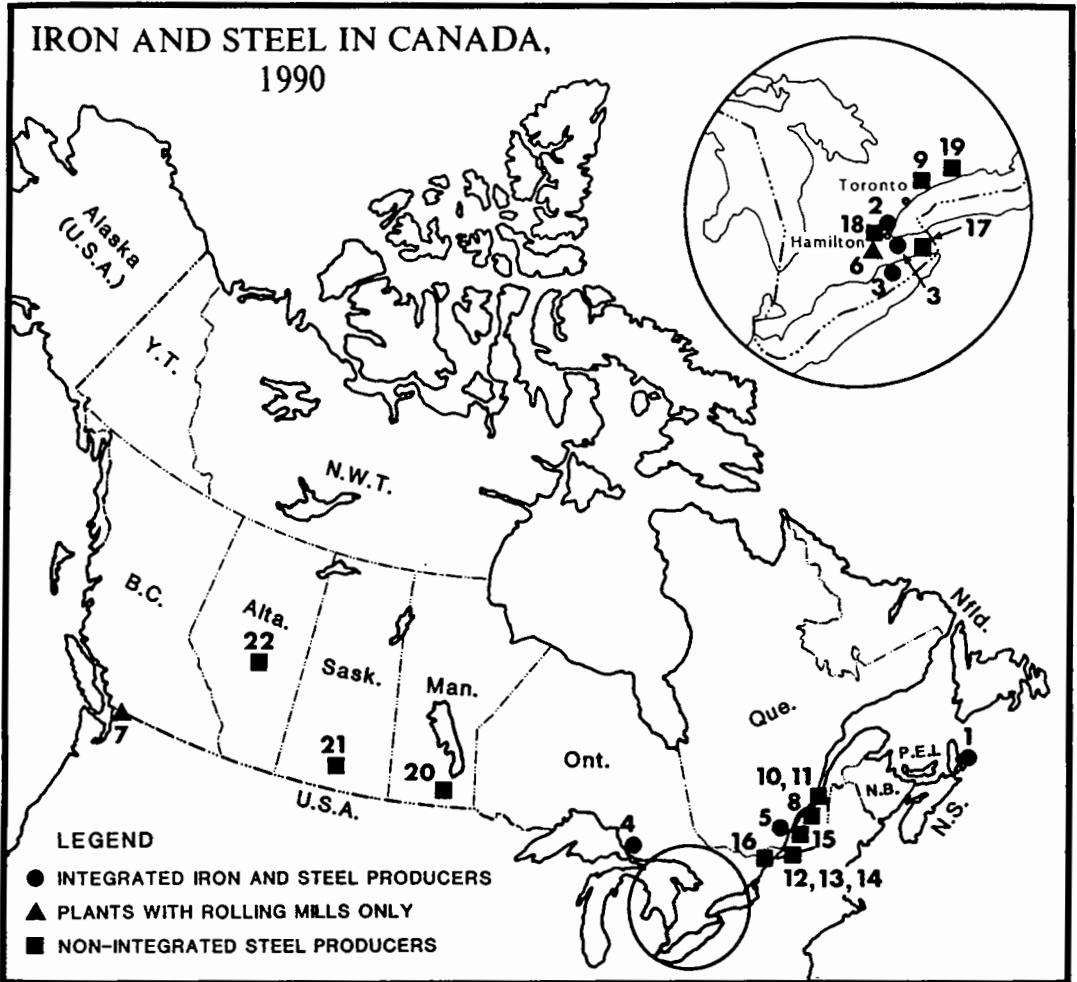 IRON AND STEEL IN CANADA,
1990
9
19
Toronto
2
18
17
Hamilton
6
3
3
Alaska
(U.S.A.)
Y.T.
N.W.T.
B.C.
Alta.
22
Sask.
Man.
Nfld.
Que.
7
21
20
Ont.
P.E.I.
1
10, 11
N.B.
8
N.S.
U.S.A.
4
5
15
16
12, 13, 14
LEGEND
INTEGRATED IRON AND STEEL PRODUCERS
PLANTS WITH ROLLING MILLS ONLY
NON-INTEGRATED STEEL PRODUCERS